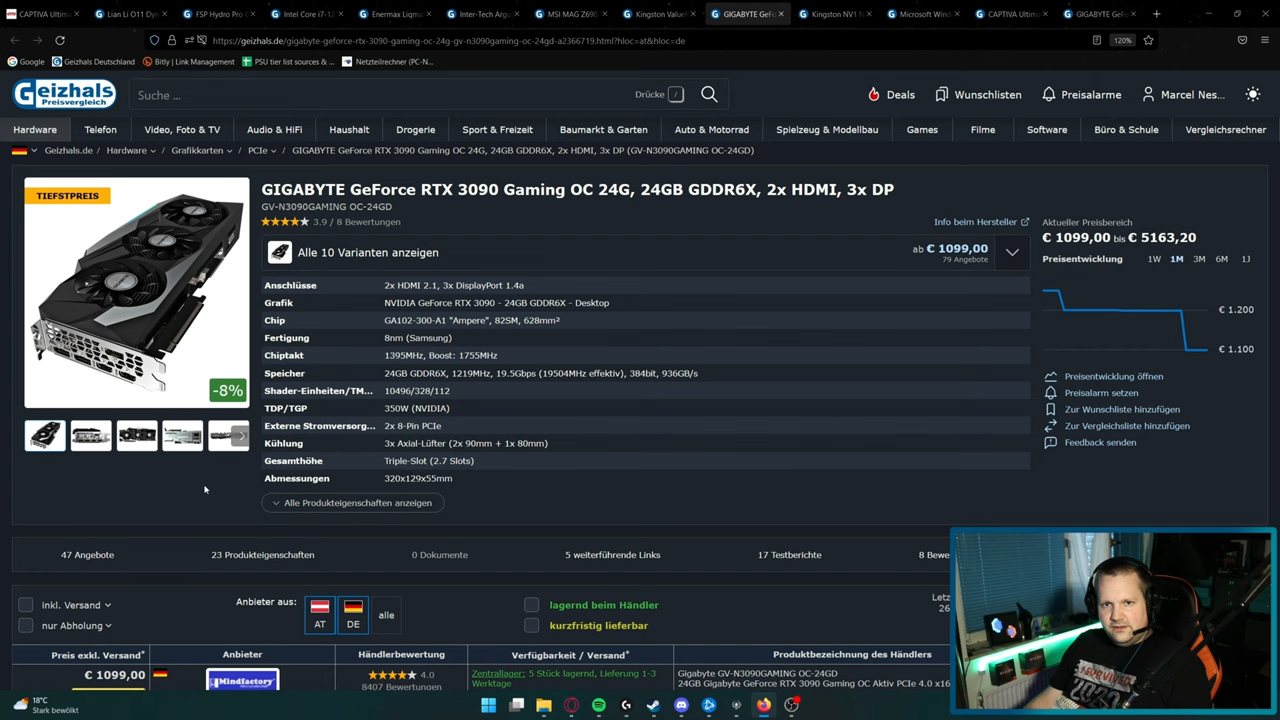 CAPTIVA Ultima
Lian Li O11 Dyn
FSP Hydro Pro
Intel Core i7-12
Enermax Liqma
Inter-Tech Argu
MSI MAG Z690
Kingston ValueR
GIGABYTE GeFo
Kingston NV1 N
Microsoft Wind
CAPTIVA Ultima
GIGABYTE GeFo
https://geizhals.de/gigabyte-geforce-rtx-3090-gaming-oc-24g-gv-n3090gaming-oc-24gd-a2366719.html?hloc=at&hloc=de
120%
Google
Geizhals Deutschland
Bitly | Link Management
PSU tier list sources & ...
Netzteilrechner (PC-N...
Geizhals
Preisvergleich
Suche ...
Drücke /
Deals
Wunschlisten
Preisalarme
Marcel Nes...
Hardware
Telefon
Video, Foto & TV
Audio & HiFi
Haushalt
Drogerie
Sport & Freizeit
Baumarkt & Garten
Auto & Motorrad
Spielzeug & Modellbau
Games
Filme
Software
Büro & Schule
Vergleichsrechner
Geizhals.de / Hardware / Grafikkarten / PCIe / GIGABYTE GeForce RTX 3090 Gaming OC 24G, 24GB GDDR6X, 2x HDMI, 3x DP (GV-N3090GAMING OC-24GD)
TIEFSTPREIS
-8%
GIGABYTE GeForce RTX 3090 Gaming OC 24G, 24GB GDDR6X, 2x HDMI, 3x DP
GV-N3090GAMING OC-24GD
3.9 / 8 Bewertungen
Info beim Hersteller
Alle 10 Varianten anzeigen
ab € 1099,00
79 Angebote
Anschlüsse 2x HDMI 2.1, 3x DisplayPort 1.4a
Grafik NVIDIA GeForce RTX 3090 - 24GB GDDR6X - Desktop
Chip GA102-300-A1 "Ampere", 82SM, 628mm²
Fertigung 8nm (Samsung)
Chiptakt 1395MHz, Boost: 1755MHz
Speicher 24GB GDDR6X, 1219MHz, 19.5Gbps (19504MHz effektiv), 384bit, 936GB/s
Shader-Einheiten/TM... 10496/328/112
TDP/TGP 350W (NVIDIA)
Externe Stromversorg... 2x 8-Pin PCIe
Kühlung 3x Axial-Lüfter (2x 90mm + 1x 80mm)
Gesamthöhe Triple-Slot (2.7 Slots)
Abmessungen 320x129x55mm
Alle Produkteigenschaften anzeigen
Aktueller Preisbereich
€ 1099,00 bis € 5163,20
Preisentwicklung 1W 1M 3M 6M 1J
€ 1.200
€ 1.100
Preisentwicklung öffnen
Preisalarm setzen
Zur Wunschliste hinzufügen
Zur Vergleichsliste hinzufügen
Feedback senden
47 Angebote
23 Produkteigenschaften
0 Dokumente
5 weiterführende Links
17 Testberichte
8 Bewe
inkl. Versand
nur Abholung
Anbieter aus:
AT
DE
alle
lagernd beim Händler
kurzfristig lieferbar
Letz
26
Preis exkl. Versand*
Anbieter
Händlerbewertung
Verfügbarkeit / Versand*
Produktbezeichnung des Händlers
€ 1099,00
Mindfactory
4.0
8407 Bewertungen
Zentrallager: 5 Stück lagernd, Lieferung 1-3
Werktage
Gigabyte GV-N3090GAMING OC-24GD
24GB Gigabyte GeForce RTX 3090 Gaming OC Aktiv PCIe 4.0 x16
18°C
Stark bewölkt